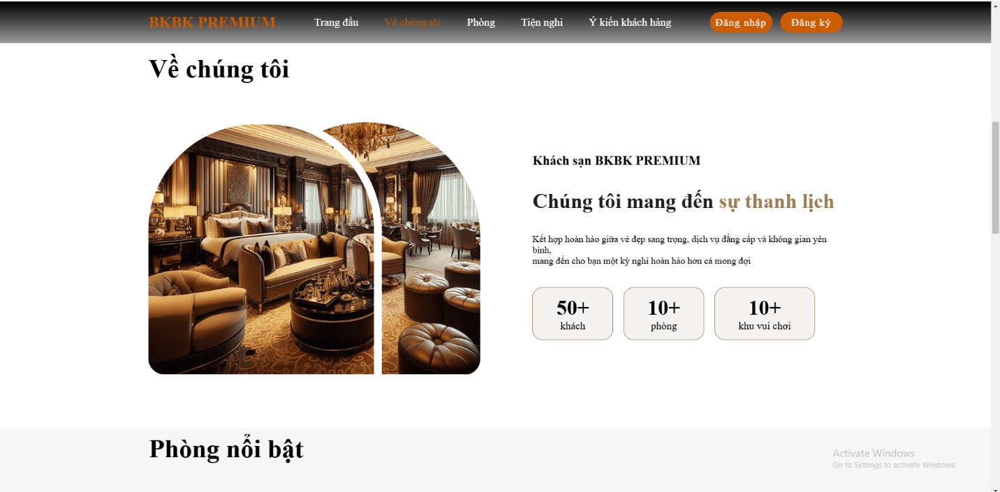 BKBK PREMIUM
Trang đầu
Về chúng tôi
Phòng
Tiện nghi
Ý kiến khách hàng
Đăng nhập
Đăng ký
Về chúng tôi
Khách sạn BKBK PREMIUM
Chúng tôi mang đến sự thanh lịch
Kết hợp hoàn hảo giữa vẻ đẹp sang trọng, dịch vụ đẳng cấp và không gian yên
bình,
mang đến cho bạn một kỳ nghỉ hoàn hảo hơn cả mong đợi
50+
khách
10+
phòng
10+
khu vui chơi
Phòng nổi bật
Activate Windows
Go to Settings to activate Windows.